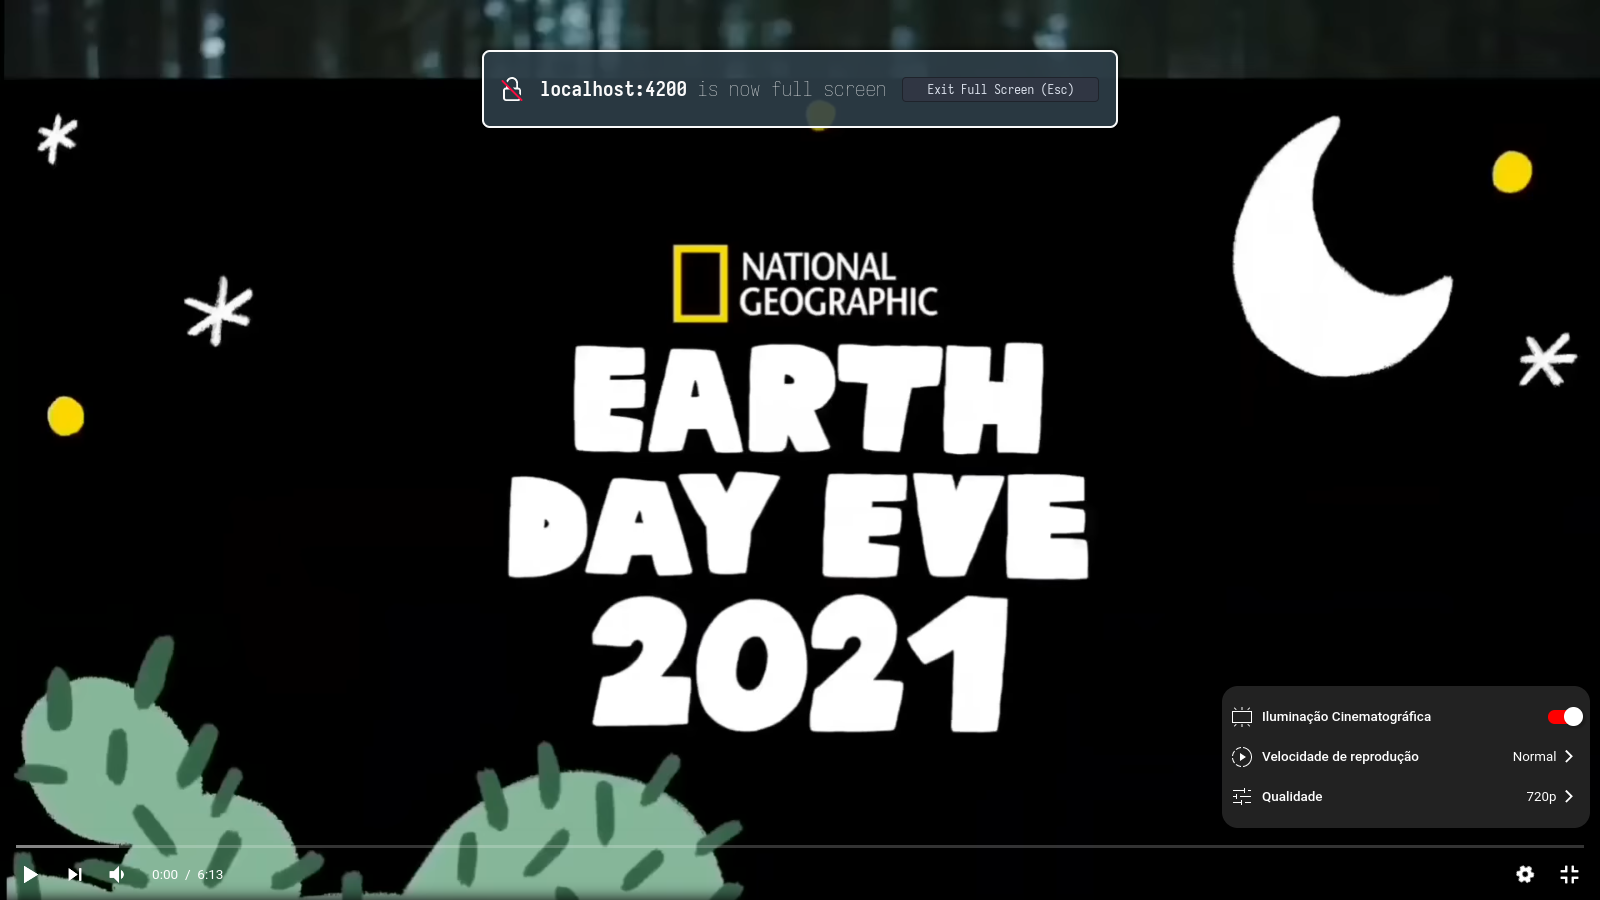 localhost:4200 is now full screen Exit Full Screen (Esc)
NATIONAL
GEOGRAPHIC
EARTH
DAY EVE
2021
Iluminação Cinematográfica
Velocidade de reprodução Normal
Qualidade 720p
0:00 / 6:13